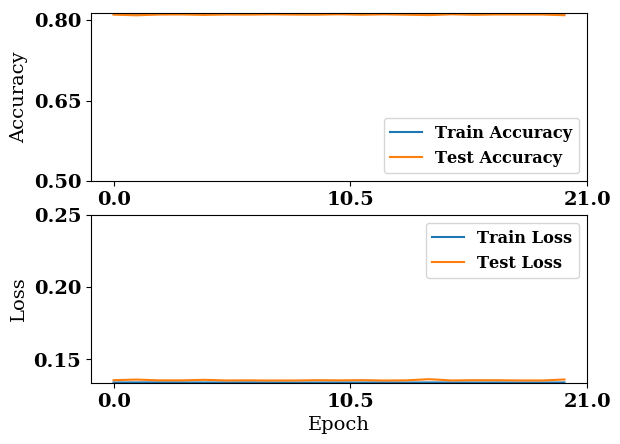 0.80
0.65
0.50
Accuracy
Train Accuracy
Test Accuracy
0.0 10.5 21.0
0.25
0.20
0.15
Loss
Train Loss
Test Loss
0.0 10.5 21.0
Epoch